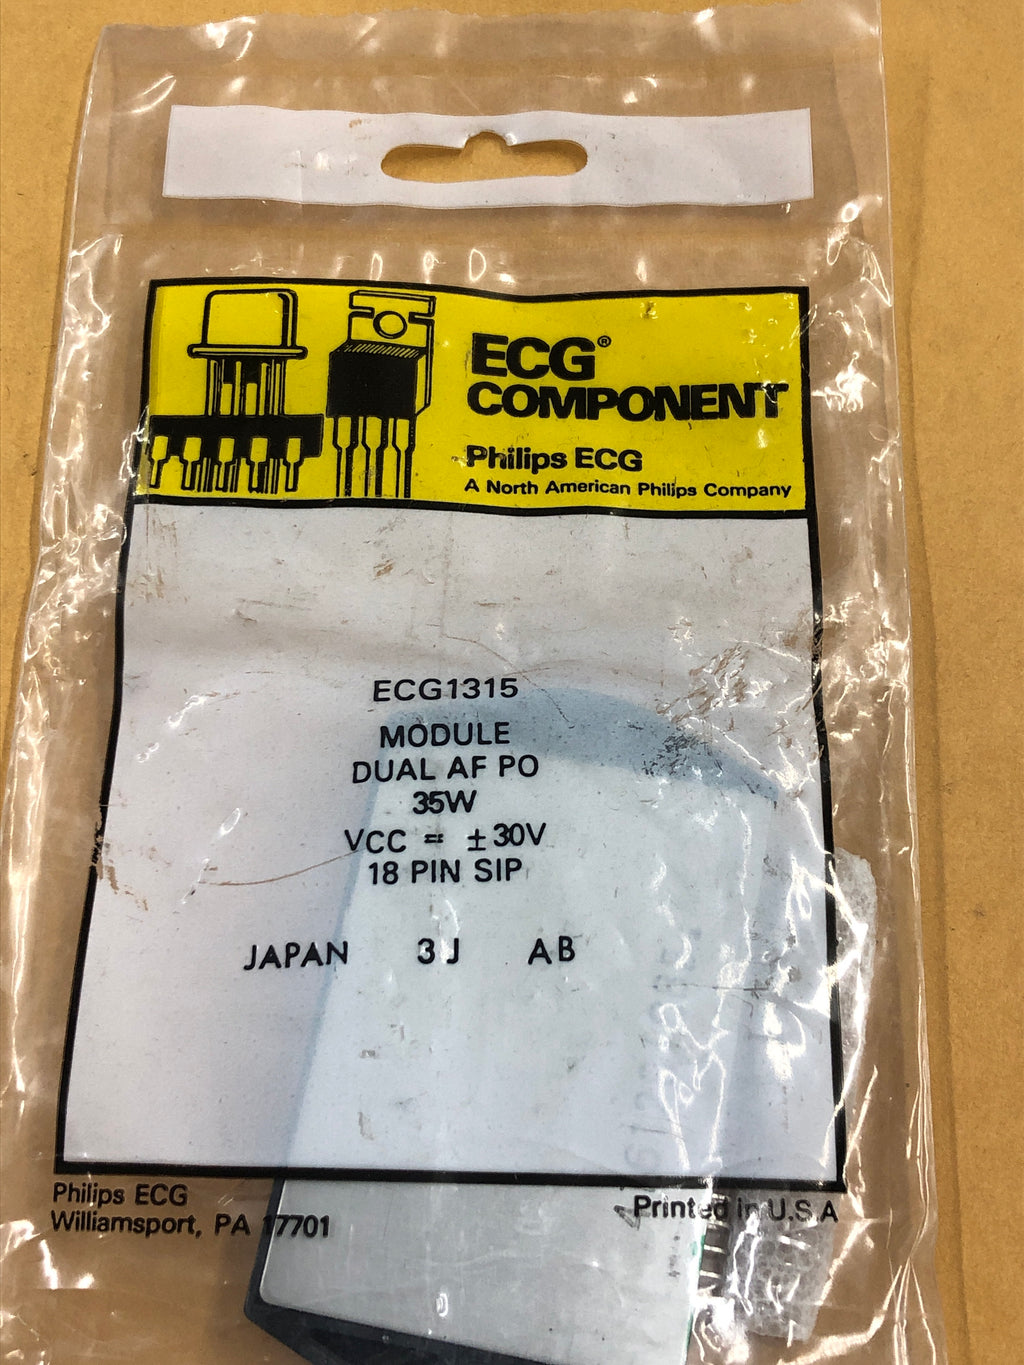 ECG®
COMPONENT
Philips ECG
A North American Philips Company
ECG1315
MODULE
DUAL AF PO
35W
VCC = ±30V
18 PIN SIP
JAPAN 3J AB
Philips ECG
Williamsport, PA 17701
Printed in U.S.A